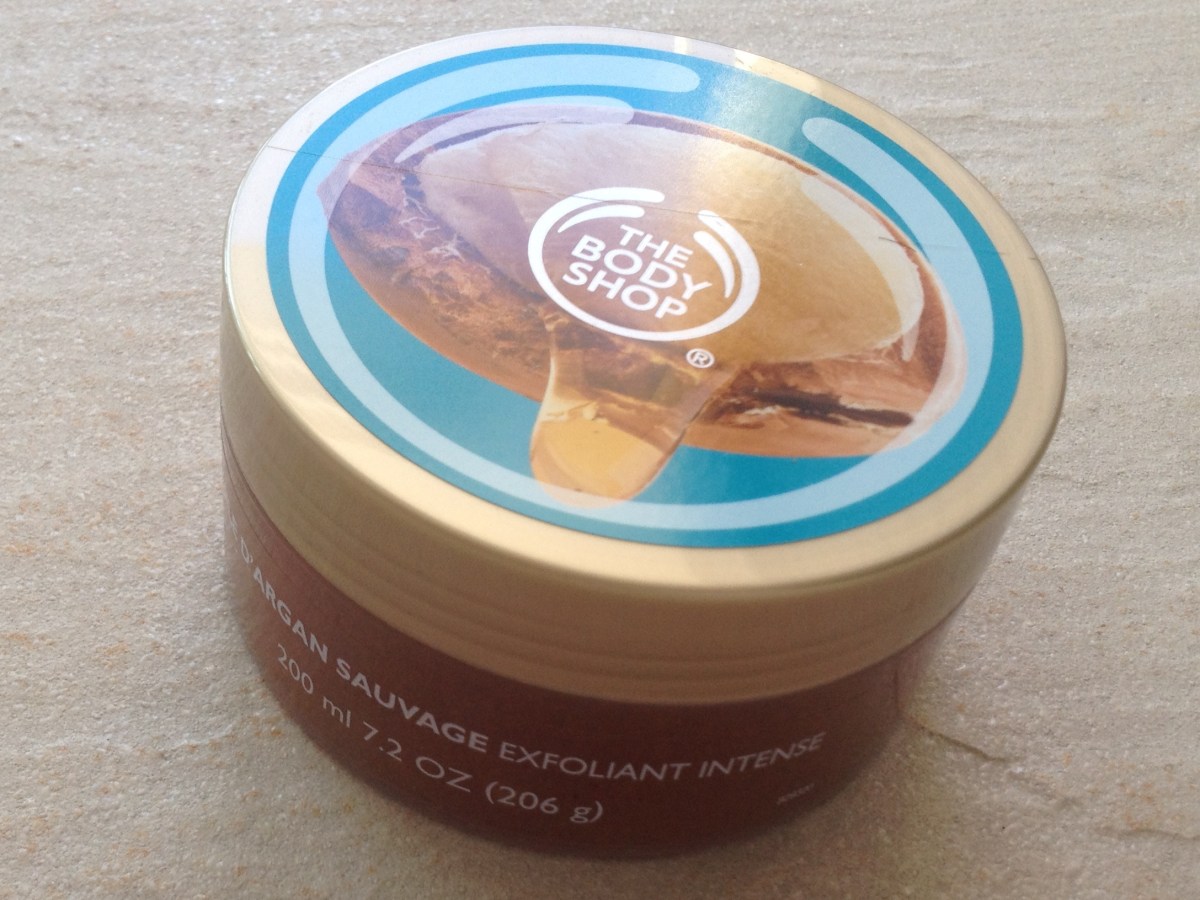 THE
BODY
SHOP
®
D'ARGAN SAUVAGE EXFOLIANT INTENSE
200 ml 7.2 OZ (206 g)